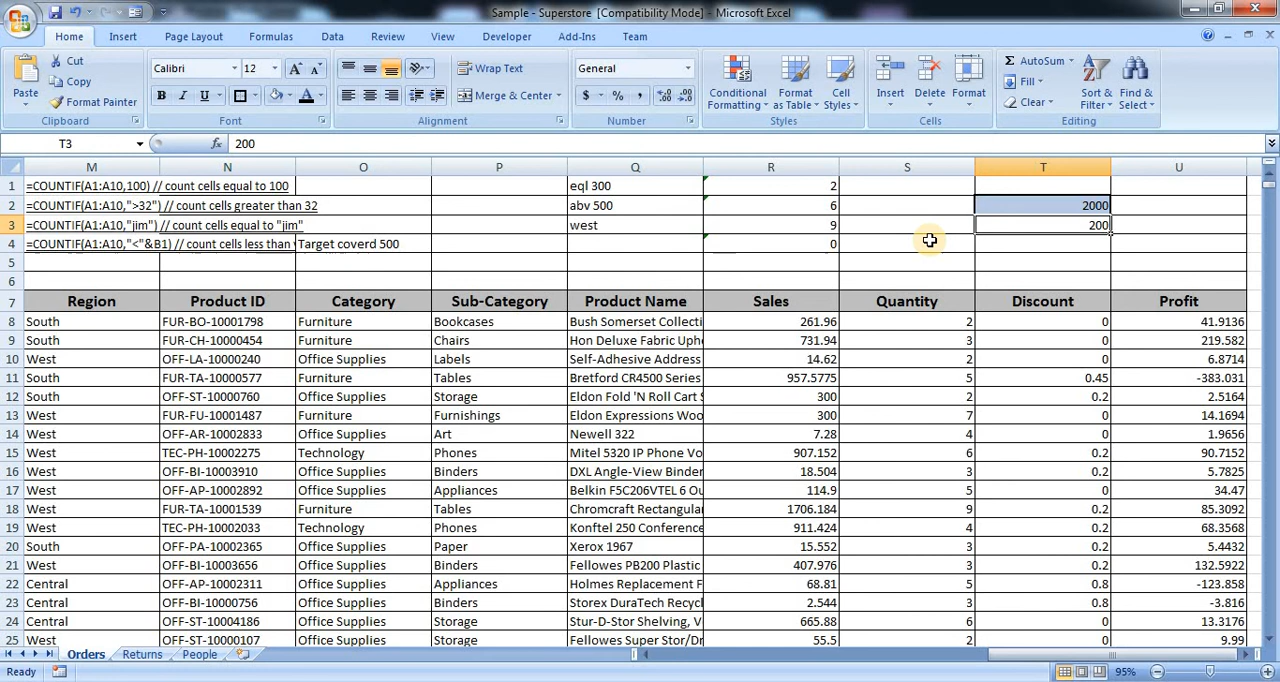 Sample - Superstore [Compatibility Mode] - Microsoft Excel
Home Insert Page Layout Formulas Data Review View Developer Add-Ins Team
Paste Cut Copy Format Painter Clipboard
Calibri 12 A A B I U A Font
Wrap Text Merge & Center Alignment
General $ % , .0 .00 .00 .0 Number
Conditional Formatting Format as Table Cell Styles Styles
Insert Delete Format Cells
Σ AutoSum Fill Clear Sort & Filter Find & Select Editing
T3 fx 200
M N O P Q R S T U
1 =COUNTIF(A1:A10,100) // count cells equal to 100 eql 300 2
2 =COUNTIF(A1:A10,">32") // count cells greater than 32 abv 500 6 2000
3 =COUNTIF(A1:A10,"jim") // count cells equal to "jim" west 9 200
4 =COUNTIF(A1:A10,"<"&B1) // count cells less than Target coverd 500 0
5
6
7 Region Product ID Category Sub-Category Product Name Sales Quantity Discount Profit
8 South FUR-BO-10001798 Furniture Bookcases Bush Somerset Collecti 261.96 2 0 41.9136
9 South FUR-CH-10000454 Furniture Chairs Hon Deluxe Fabric Uph 731.94 3 0 219.582
10 West OFF-LA-10000240 Office Supplies Labels Self-Adhesive Address 14.62 2 0 6.8714
11 South FUR-TA-10000577 Furniture Tables Bretford CR4500 Series 957.5775 5 0.45 -383.031
12 South OFF-ST-10000760 Office Supplies Storage Eldon Fold 'N Roll Cart S 300 2 0.2 2.5164
13 West FUR-FU-10001487 Furniture Furnishings Eldon Expressions Woo 300 7 0 14.1694
14 West OFF-AR-10002833 Office Supplies Art Newell 322 7.28 4 0 1.9656
15 West TEC-PH-10002275 Technology Phones Mitel 5320 IP Phone Vo 907.152 6 0.2 90.7152
16 West OFF-BI-10003910 Office Supplies Binders DXL Angle-View Binder 18.504 3 0.2 5.7825
17 West OFF-AP-10002892 Office Supplies Appliances Belkin F5C206VTEL 6 Ou 114.9 5 0 34.47
18 West FUR-TA-10001539 Furniture Tables Chromcraft Rectangular 1706.184 9 0.2 85.3092
19 West TEC-PH-10002033 Technology Phones Konftel 250 Conference 911.424 4 0.2 68.3568
20 South OFF-PA-10002365 Office Supplies Paper Xerox 1967 15.552 3 0.2 5.4432
21 West OFF-BI-10003656 Office Supplies Binders Fellowes PB200 Plastic 407.976 3 0.2 132.5922
22 Central OFF-AP-10002311 Office Supplies Appliances Holmes Replacement F 68.81 5 0.8 -123.858
23 Central OFF-BI-10000756 Office Supplies Binders Storex DuraTech Recycl 2.544 3 0.8 -3.816
24 Central OFF-ST-10004186 Office Supplies Storage Stur-D-Stor Shelving, V 665.88 6 0 13.3176
25 West OFF-ST-10000107 Office Supplies Storage Fellowes Super Stor/Dr 55.5 2 0 9.99
Orders Returns People
Ready 95%